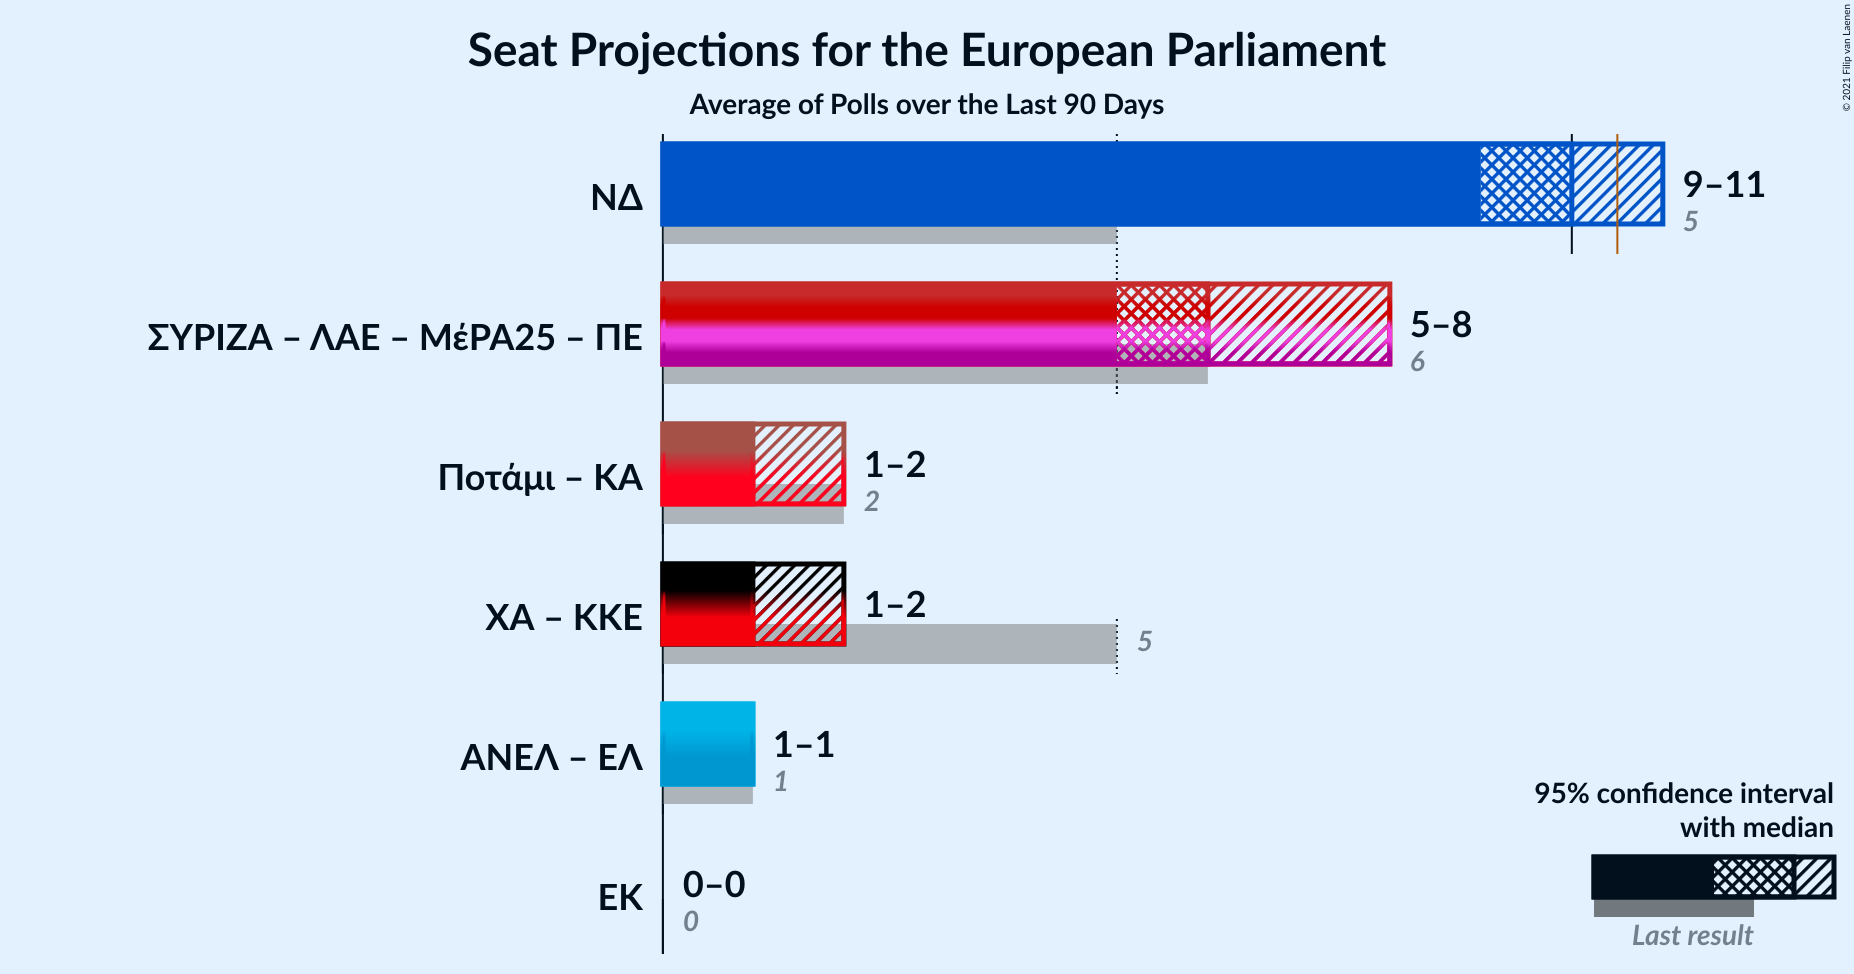 Seat Projections for the European Parliament
Average of Polls over the Last 90 Days
© 2021 Filip van Laenen
ΝΔ
9–11
5
ΣΥΡΙΖΑ – ΛΑΕ – ΜέΡΑ25 – ΠΕ
5–8
6
Ποτάμι – ΚΑ
1–2
2
ΧΑ – ΚΚΕ
1–2
5
ΑΝΕΛ – ΕΛ
1–1
1
ΕΚ
0–0
0
95% confidence interval
with median
Last result